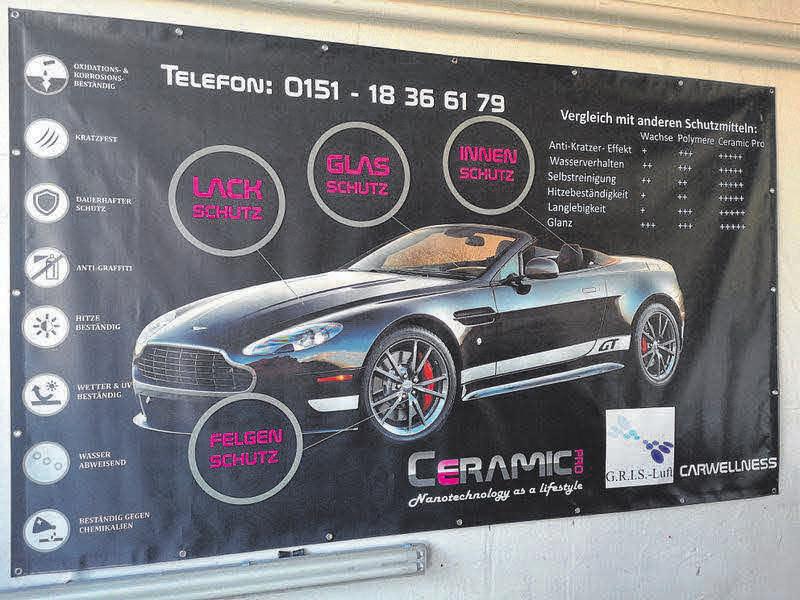 OXIDATIONS- &
KORROSIONS-
BESTÄNDIG
KRATZFEST
DAUERHAFTER
SCHUTZ
ANTI-GRAFFITI
HITZE
BESTÄNDIG
WETTER & UV
BESTÄNDIG
WASSER
ABWEISEND
BESTÄNDIG GEGEN
CHEMIKALIEN
TELEFON: 0151 - 18 36 61 79
LACK
SCHUTZ
GLAS
SCHUTZ
INNEN
SCHUTZ
FELGEN
SCHUTZ
Vergleich mit anderen Schutzmitteln:
Wachse Polymere Ceramic Pro
Anti-Kratzer- Effekt + +++ +++++
Wasserverhalten ++ +++ +++++
Selbstreinigung ++ ++ +++++
Hitzebeständigkeit + ++ +++++
Langlebigkeit + ++ +++++
Glanz +++ +++ +++++
GT
CERAMIC PRO
Nanotechnology as a lifestyle
G.R.I.S.-Luft
CARWELLNESS